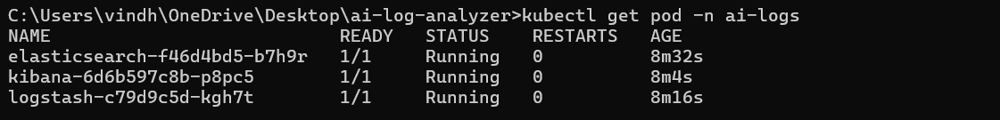 C:\Users\vindh\OneDrive\Desktop\ai-log-analyzer>kubectl get pod -n ai-logs
NAME                            READY   STATUS    RESTARTS   AGE
elasticsearch-f46d4bd5-b7h9r   1/1     Running   0          8m32s
kibana-6d6b597c8b-p8pc5        1/1     Running   0          8m4s
logstash-c79d9c5d-kgh7t        1/1     Running   0          8m16s